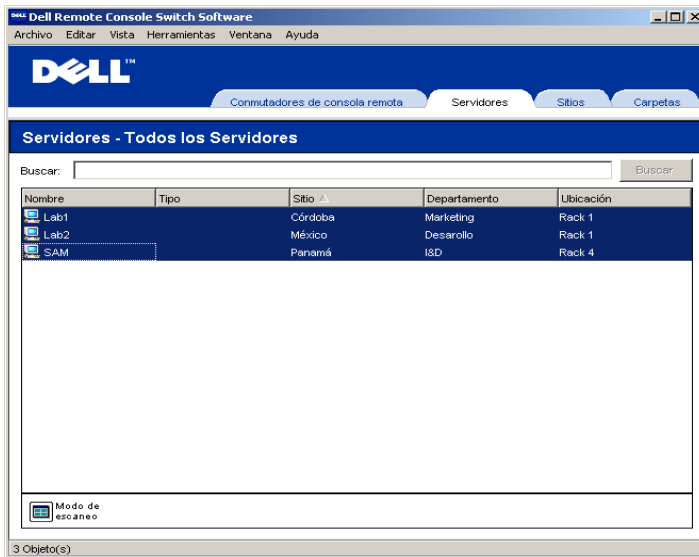 DELL Dell Remote Console Switch Software
Archivo Editar Vista Herramientas Ventana Ayuda
DELL™
Conmutadores de consola remota Servidores Sitios Carpetas
Servidores - Todos los Servidores
Buscar: Buscar
Nombre Tipo Sitio Departamento Ubicación
Lab1 Córdoba Marketing Rack 1
Lab2 México Desarollo Rack 1
SAM Panamá I&D Rack 4
Modo de
escaneo
3 Objeto(s)